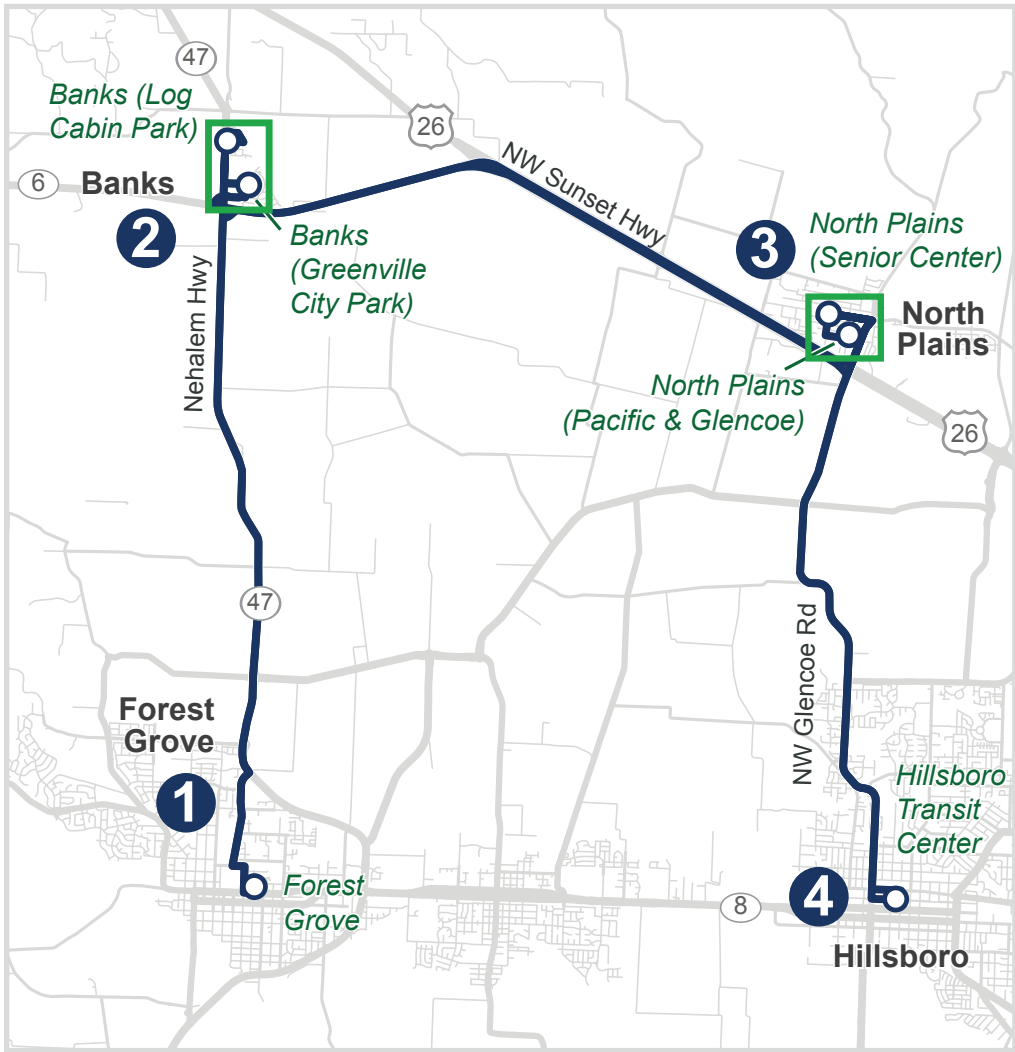 47
Banks (Log
Cabin Park)
26
NW Sunset Hwy
6
Banks
2
Banks
(Greenville
City Park)
3
North Plains
(Senior Center)
North
Plains
Nehalem Hwy
North Plains
(Pacific & Glencoe)
26
47
NW Glencoe Rd
Forest
Grove
1
Hillsboro
Transit
Center
Forest
Grove
8
4
Hillsboro